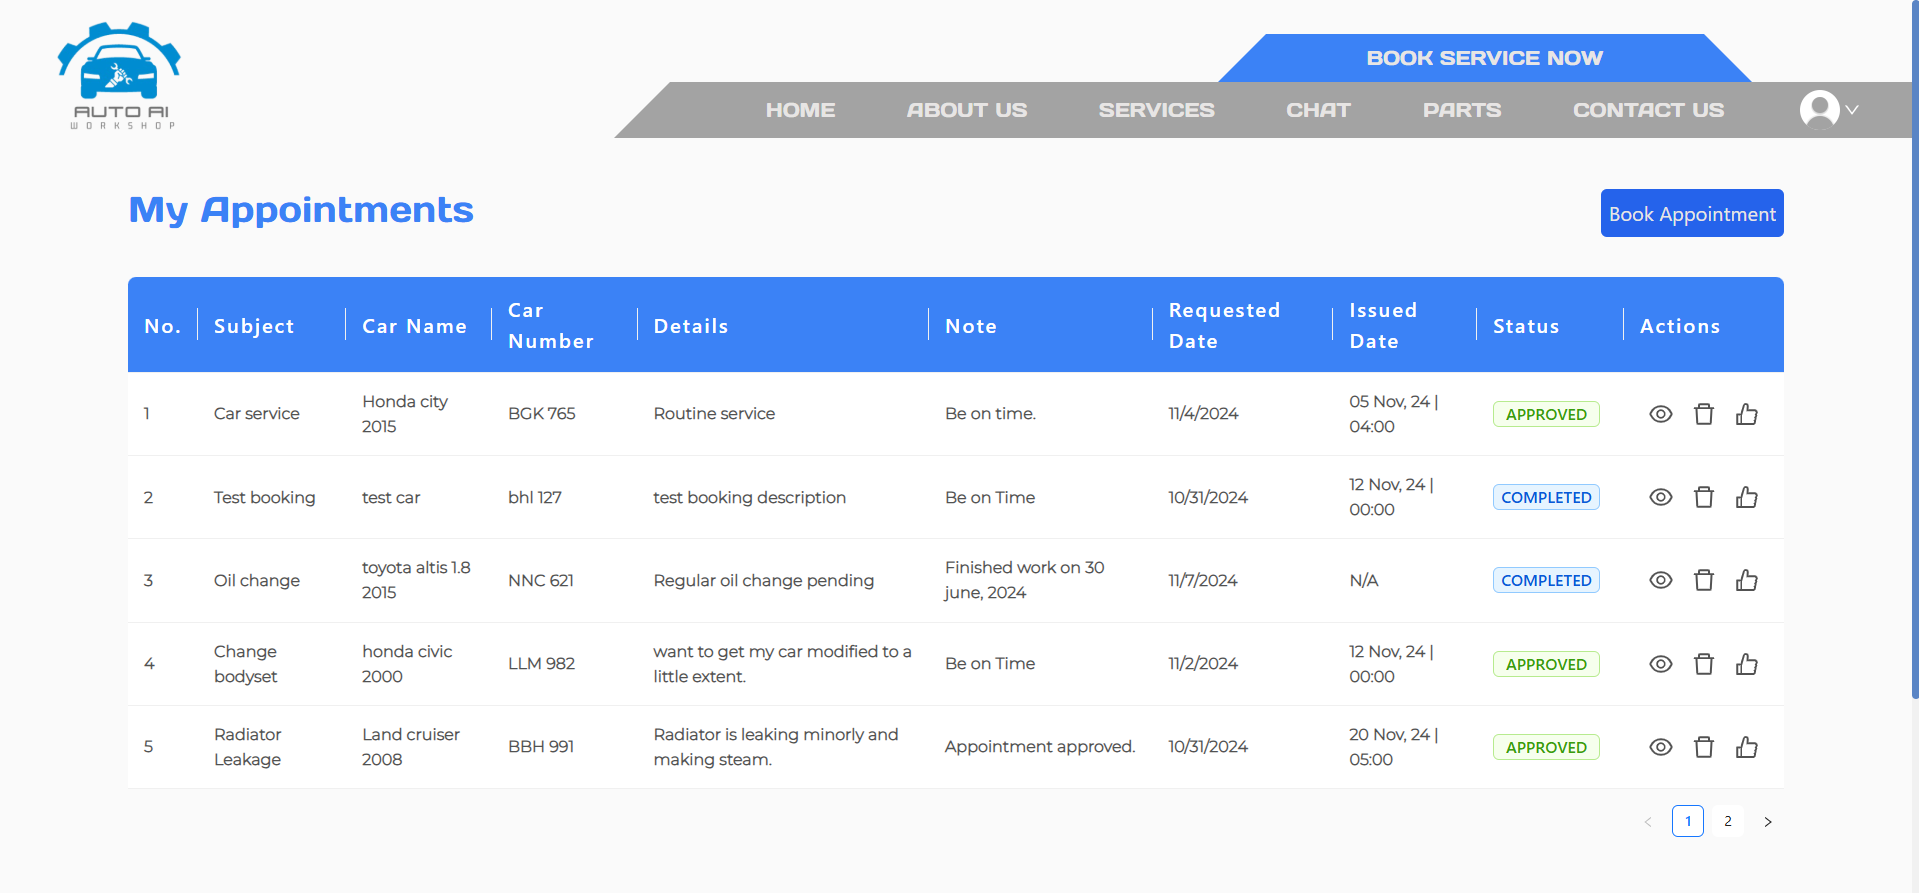 AUTO AI
WORKSHOP
BOOK SERVICE NOW
HOME ABOUT US SERVICES CHAT PARTS CONTACT US
My Appointments
Book Appointment
No. Subject Car Name Car Number Details Note Requested Date Issued Date Status Actions
1 Car service Honda city 2015 BGK 765 Routine service Be on time. 11/4/2024 05 Nov, 24 | 04:00 APPROVED
2 Test booking test car bhl 127 test booking description Be on Time 10/31/2024 12 Nov, 24 | 00:00 COMPLETED
3 Oil change toyota altis 1.8 2015 NNC 621 Regular oil change pending Finished work on 30 june, 2024 11/7/2024 N/A COMPLETED
4 Change bodyset honda civic 2000 LLM 982 want to get my car modified to a little extent. Be on Time 11/2/2024 12 Nov, 24 | 00:00 APPROVED
5 Radiator Leakage Land cruiser 2008 BBH 991 Radiator is leaking minorly and making steam. Appointment approved. 10/31/2024 20 Nov, 24 | 05:00 APPROVED
< 1 2 >